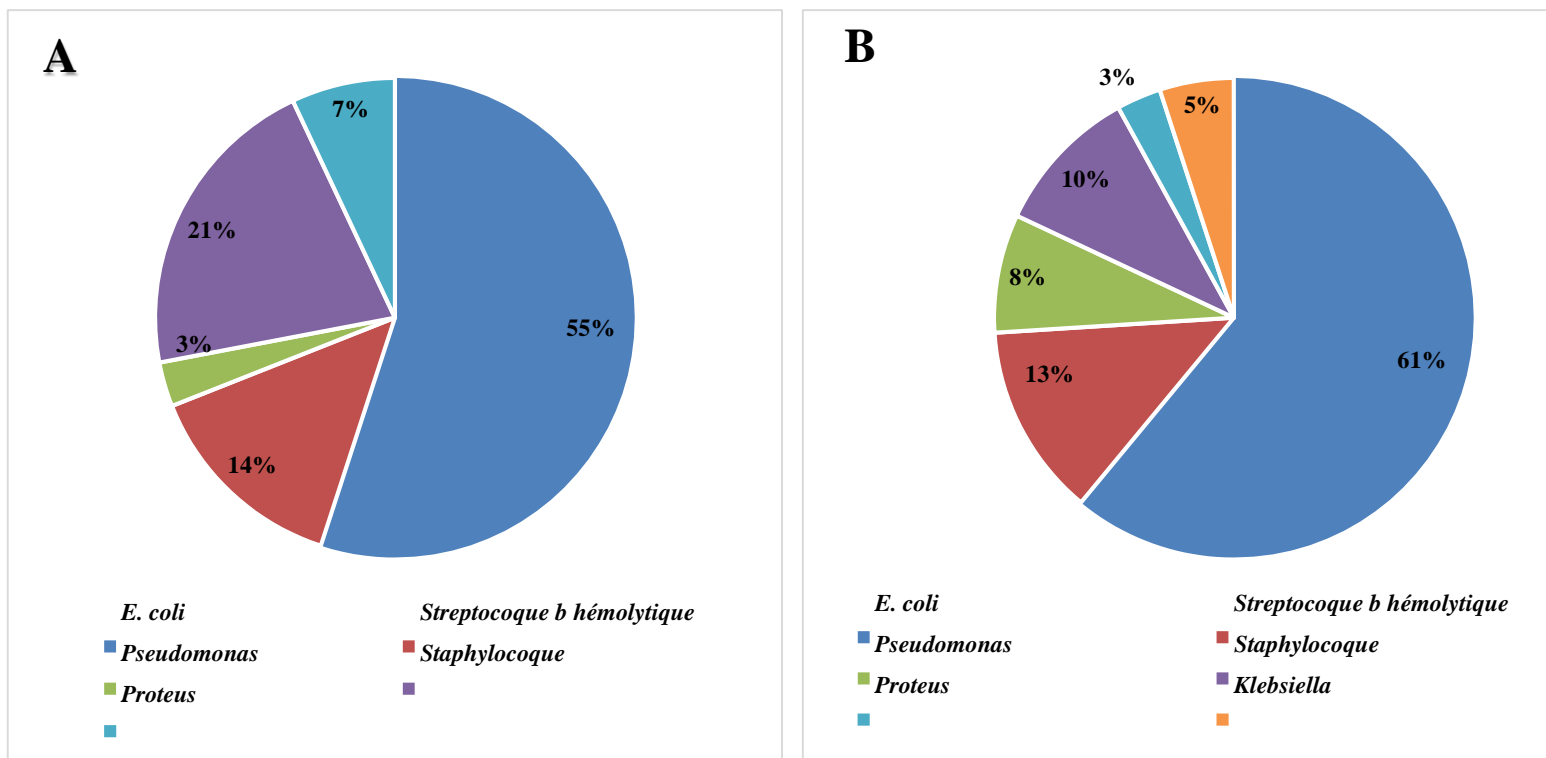 A
7%
21%
55%
3%
14%
E. coli Streptocoque b hémolytique
Pseudomonas Staphylocoque
Proteus
B
3%
5%
10%
8%
61%
13%
E. coli Streptocoque b hémolytique
Pseudomonas Staphylocoque
Proteus Klebsiella